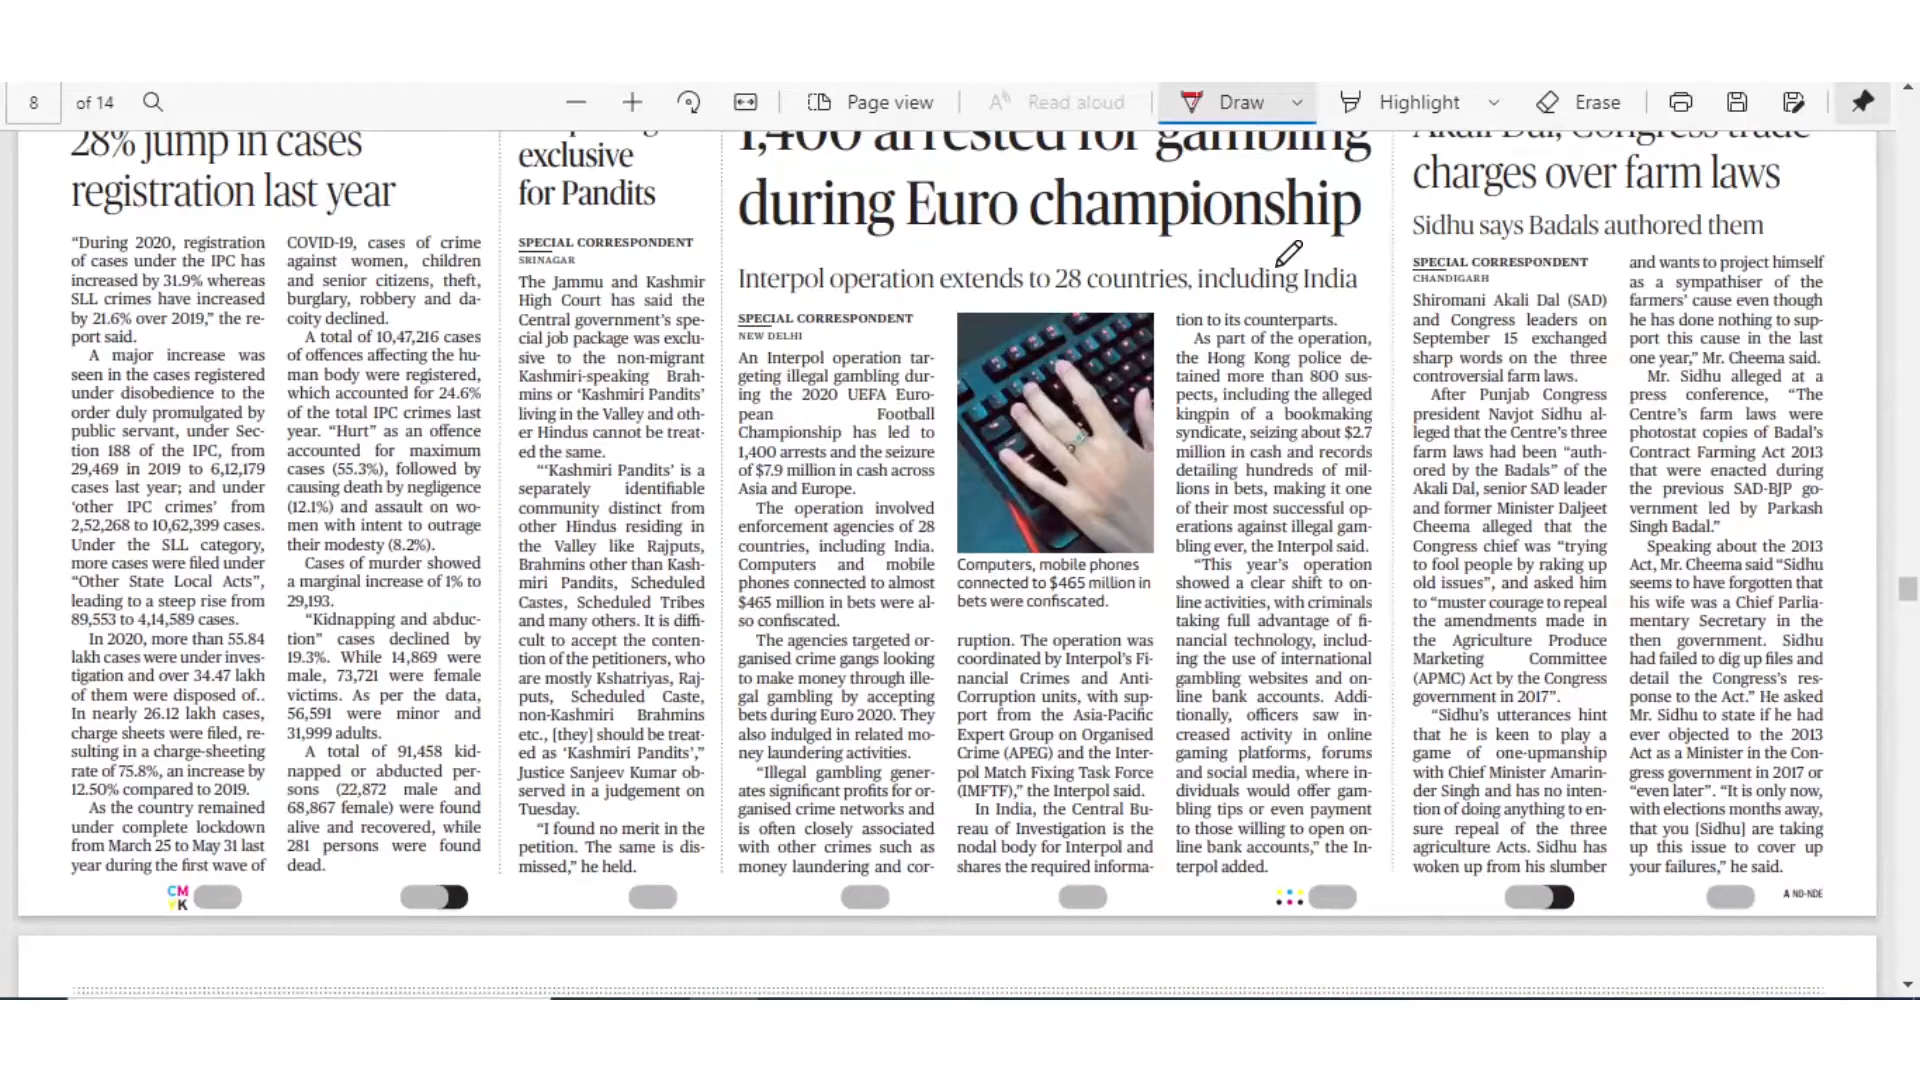 8 of 14 Page view Read aloud Draw Highlight Erase
28% jump in cases
registration last year
“During 2020, registration
of cases under the IPC has
increased by 31.9% whereas
SLL crimes have increased
by 21.6% over 2019,” the re-
port said.
A major increase was
seen in the cases registered
under disobedience to the
order duly promulgated by
public servant, under Sec-
tion 188 of the IPC, from
29,469 in 2019 to 6,12,179
cases last year; and under
‘other IPC crimes’ from
2,52,268 to 10,62,399 cases.
Under the SLL category,
more cases were filed under
“Other State Local Acts”,
leading to a steep rise from
89,553 to 4,14,589 cases.
In 2020, more than 55.84
lakh cases were under inves-
tigation and over 34.47 lakh
of them were disposed of..
In nearly 26.12 lakh cases,
charge sheets were filed, re-
sulting in a charge-sheeting
rate of 75.8%, an increase by
12.50% compared to 2019.
As the country remained
under complete lockdown
from March 25 to May 31 last
year during the first wave of
COVID-19, cases of crime
against women, children
and senior citizens, theft,
burglary, robbery and da-
coity declined.
A total of 10,47,216 cases
of offences affecting the hu-
man body were registered,
which accounted for 24.6%
of the total IPC crimes last
year. “Hurt” as an offence
accounted for maximum
cases (55.3%), followed by
causing death by negligence
(12.1%) and assault on wo-
men with intent to outrage
their modesty (8.2%).
Cases of murder showed
a marginal increase of 1% to
29,193.
“Kidnapping and abduc-
tion” cases declined by
19.3%. While 14,869 were
male, 73,721 were female
victims. As per the data,
56,591 were minor and
31,999 adults.
A total of 91,458 kid-
napped or abducted per-
sons (22,872 male and
68,867 female) were found
alive and recovered, while
281 persons were found
dead.
exclusive
for Pandits
SPECIAL CORRESPONDENT
SRINAGAR
The Jammu and Kashmir
High Court has said the
Central government’s spe-
cial job package was exclu-
sive to the non-migrant
Kashmiri-speaking Brah-
mins or ‘Kashmiri Pandits’
living in the Valley and oth-
er Hindus cannot be treat-
ed the same.
“‘Kashmiri Pandits’ is a
separately identifiable
community distinct from
other Hindus residing in
the Valley like Rajputs,
Brahmins other than Kash-
miri Pandits, Scheduled
Castes, Scheduled Tribes
and many others. It is diffi-
cult to accept the conten-
tion of the petitioners, who
are mostly Kshatriyas, Raj-
puts, Scheduled Caste,
non-Kashmiri Brahmins
etc., [they] should be treat-
ed as ‘Kashmiri Pandits’,”
Justice Sanjeev Kumar ob-
served in a judgement on
Tuesday.
“I found no merit in the
petition. The same is dis-
missed,” he held.
1,400 arrested for gambling
during Euro championship
Interpol operation extends to 28 countries, including India
SPECIAL CORRESPONDENT
NEW DELHI
An Interpol operation tar-
geting illegal gambling dur-
ing the 2020 UEFA Euro-
pean Football
Championship has led to
1,400 arrests and the seizure
of $7.9 million in cash across
Asia and Europe.
The operation involved
enforcement agencies of 28
countries, including India.
Computers and mobile
phones connected to almost
$465 million in bets were al-
so confiscated.
The agencies targeted or-
ganised crime gangs looking
to make money through ille-
gal gambling by accepting
bets during Euro 2020. They
also indulged in related mo-
ney laundering activities.
“Illegal gambling gener-
ates significant profits for or-
ganised crime networks and
is often closely associated
with other crimes such as
money laundering and cor-
Computers, mobile phones
connected to $465 million in
bets were confiscated.
ruption. The operation was
coordinated by Interpol’s Fi-
nancial Crimes and Anti-
Corruption units, with sup-
port from the Asia-Pacific
Expert Group on Organised
Crime (APEG) and the Inter-
pol Match Fixing Task Force
(IMFTF),” the Interpol said.
In India, the Central Bu-
reau of Investigation is the
nodal body for Interpol and
shares the required informa-
tion to its counterparts.
As part of the operation,
the Hong Kong police de-
tained more than 800 sus-
pects, including the alleged
kingpin of a bookmaking
syndicate, seizing about $2.7
million in cash and records
detailing hundreds of mil-
lions in bets, making it one
of their most successful op-
erations against illegal gam-
bling ever, the Interpol said.
“This year’s operation
showed a clear shift to on-
line activities, with criminals
taking full advantage of fi-
nancial technology, includ-
ing the use of international
gambling websites and on-
line bank accounts. Addi-
tionally, officers saw in-
creased activity in online
gaming platforms, forums
and social media, where in-
dividuals would offer gam-
bling tips or even payment
to those willing to open on-
line bank accounts,” the In-
terpol added.
Akali Dal, Congress trade
charges over farm laws
Sidhu says Badals authored them
SPECIAL CORRESPONDENT
CHANDIGARH
Shiromani Akali Dal (SAD)
and Congress leaders on
September 15 exchanged
sharp words on the three
controversial farm laws.
After Punjab Congress
president Navjot Sidhu al-
leged that the Centre’s three
farm laws had been “auth-
ored by the Badals” of the
Akali Dal, senior SAD leader
and former Minister Daljeet
Cheema alleged that the
Congress chief was “trying
to fool people by raking up
old issues”, and asked him
to “muster courage to repeal
the amendments made in
the Agriculture Produce
Marketing Committee
(APMC) Act by the Congress
government in 2017”.
“Sidhu’s utterances hint
that he is keen to play a
game of one-upmanship
with Chief Minister Amarin-
der Singh and has no inten-
tion of doing anything to en-
sure repeal of the three
agriculture Acts. Sidhu has
woken up from his slumber
and wants to project himself
as a sympathiser of the
farmers’ cause even though
he has done nothing to sup-
port this cause in the last
one year,” Mr. Cheema said.
Mr. Sidhu alleged at a
press conference, “The
Centre’s farm laws were
photostat copies of Badal’s
Contract Farming Act 2013
that were enacted during
the previous SAD-BJP go-
vernment led by Parkash
Singh Badal.”
Speaking about the 2013
Act, Mr. Cheema said “Sidhu
seems to have forgotten that
his wife was a Chief Parlia-
mentary Secretary in the
then government. Sidhu
had failed to dig up files and
detail the Congress’s res-
ponse to the Act.” He asked
Mr. Sidhu to state if he had
ever objected to the 2013
Act as a Minister in the Con-
gress government in 2017 or
“even later”. “It is only now,
with elections months away,
that you [Sidhu] are taking
up this issue to cover up
your failures,” he said.
CM
YK
A ND-NDE